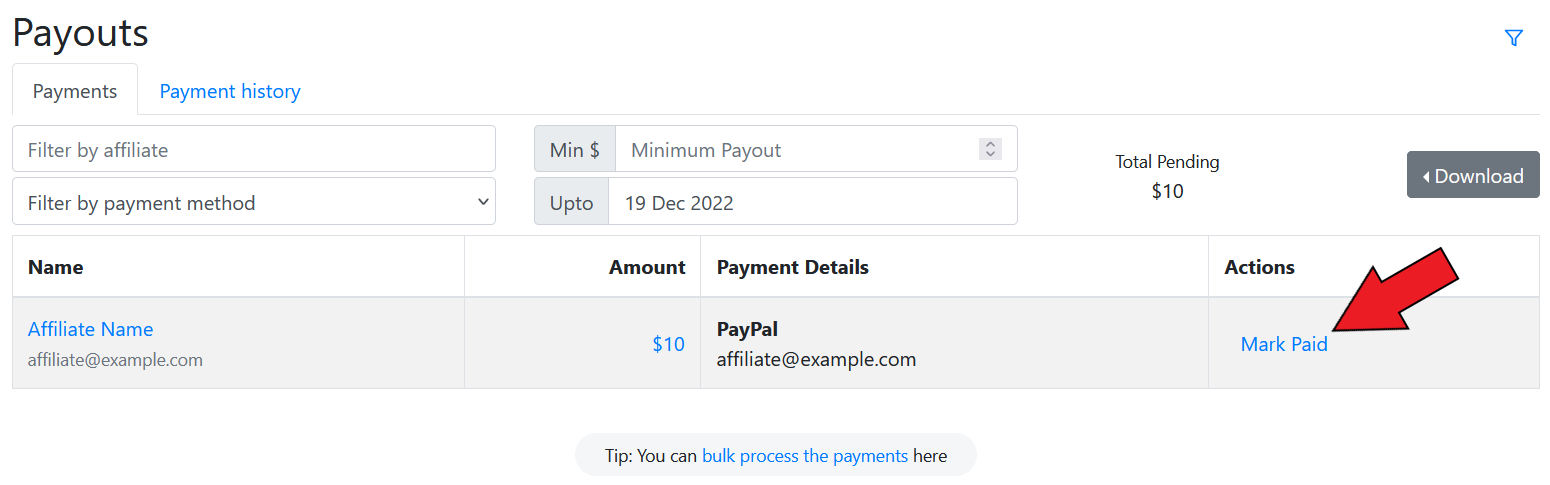 Payouts
Payments
Payment history
Filter by affiliate
Min $
Minimum Payout
Filter by payment method
Upto
19 Dec 2022
Total Pending
$10
Download
Name
Amount
Payment Details
Actions
Affiliate Name
affiliate@example.com
$10
PayPal
affiliate@example.com
Mark Paid
Tip: You can bulk process the payments here